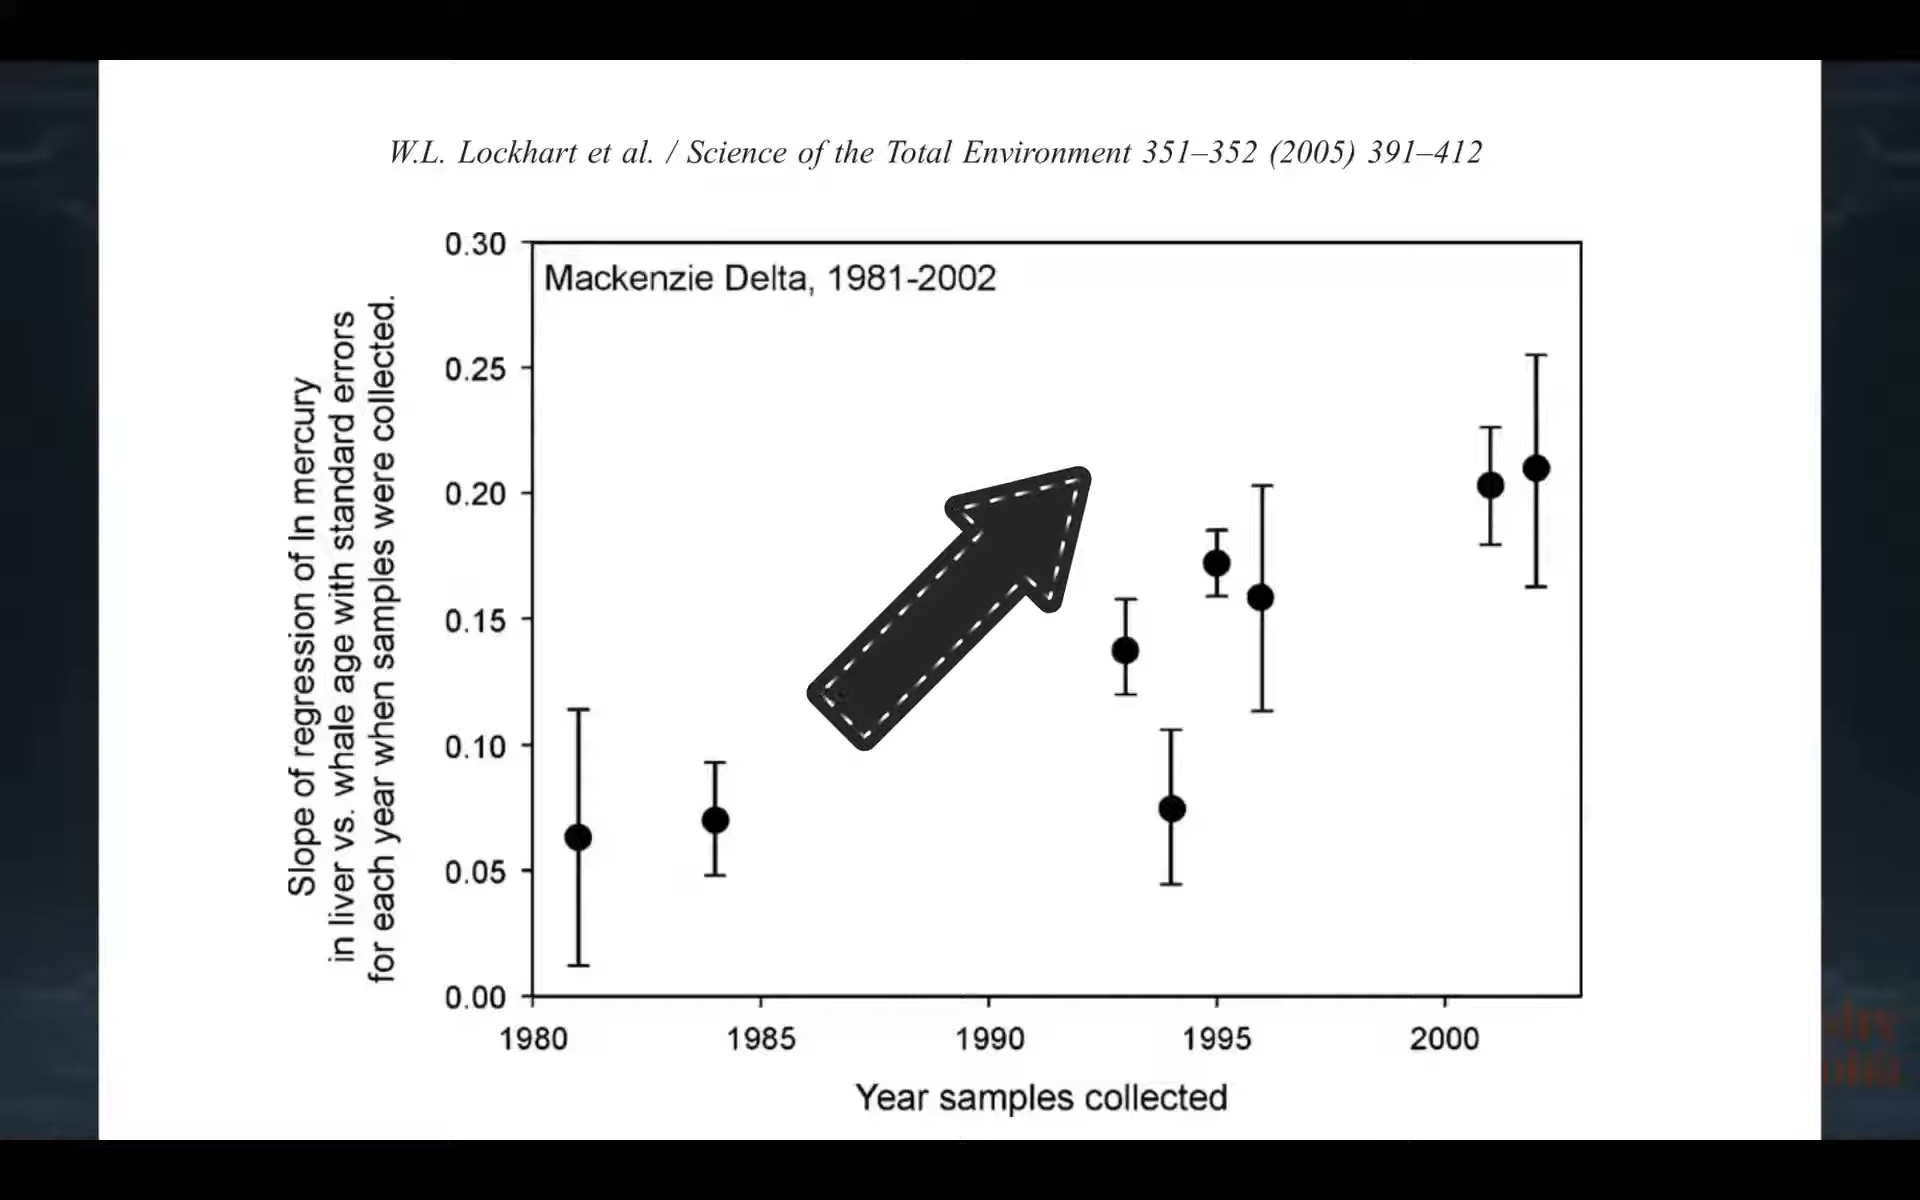 W.L. Lockhart et al. / Science of the Total Environment 351–352 (2005) 391–412
Mackenzie Delta, 1981-2002
Slope of regression of ln mercury
in liver vs. whale age with standard errors
for each year when samples were collected.
0.30
0.25
0.20
0.15
0.10
0.05
0.00
1980 1985 1990 1995 2000
Year samples collected